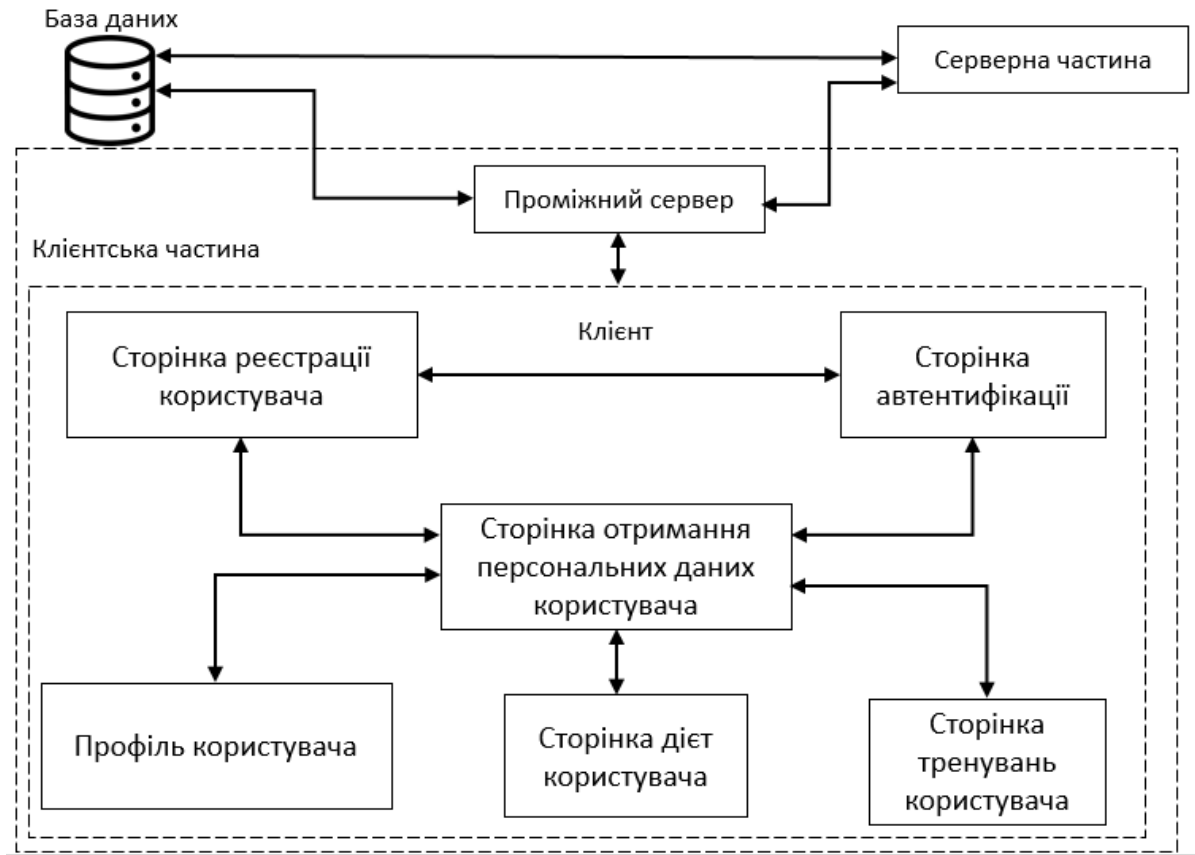 База даних
Серверна частина
Проміжний сервер
Клієнтська частина
Клієнт
Сторінка реєстрації
користувача
Сторінка
автентифікації
Сторінка отримання
персональних даних
користувача
Профіль користувача
Сторінка дієт
користувача
Сторінка
тренувань
користувача